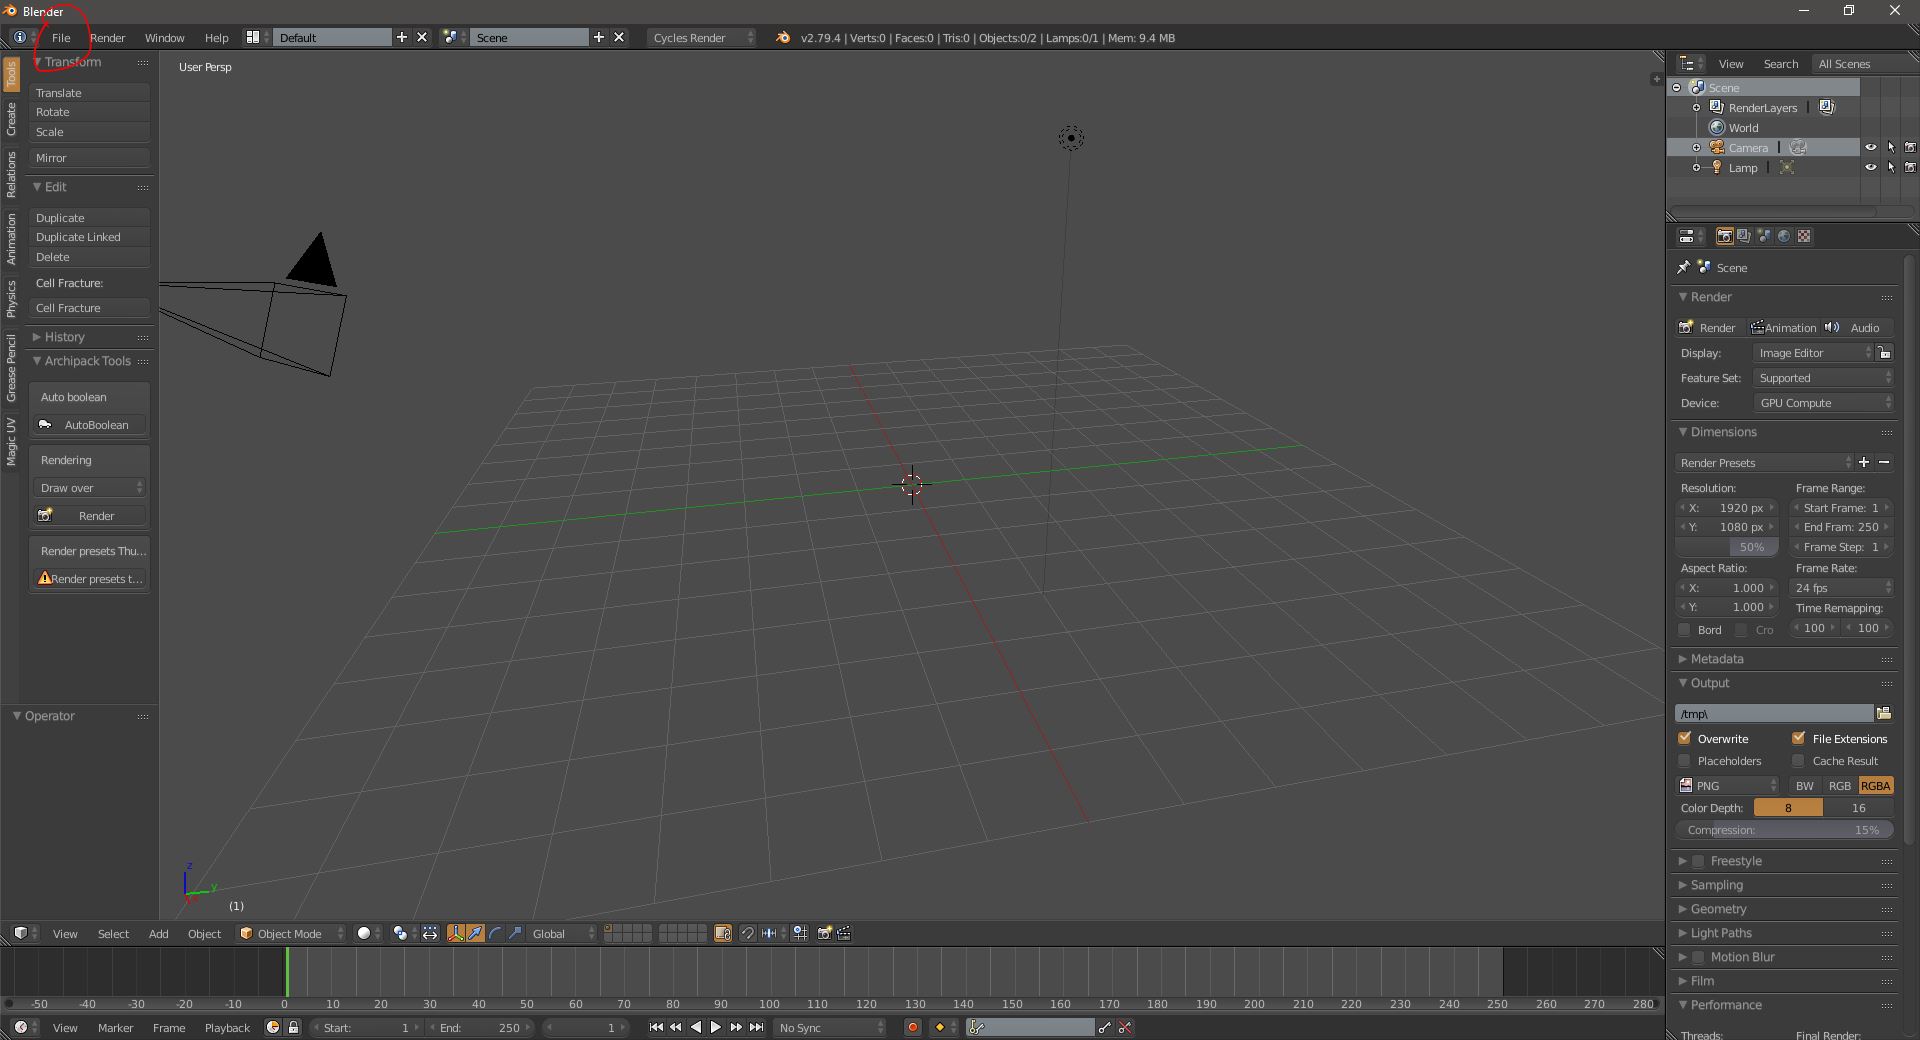 Blender
File Render Window Help Default Scene Cycles Render v2.79.4 | Verts:0 | Faces:0 | Tris:0 | Objects:0/2 | Lamps:0/1 | Mem: 9.4 MB
Tools
Create
Relations
Animation
Physics
Grease Pencil
Magic UV
Transform
Translate
Rotate
Scale
Mirror
Edit
Duplicate
Duplicate Linked
Delete
Cell Fracture:
Cell Fracture
History
Archipack Tools
Auto boolean
AutoBoolean
Rendering
Draw over
Render
Render presets Thu...
Render presets t...
Operator
User Persp
z
y
(1)
View Select Add Object Object Mode Global
-50 -40 -30 -20 -10 0 10 20 30 40 50 60 70 80 90 100 110 120 130 140 150 160 170 180 190 200 210 220 230 240 250 260 270 280
View Marker Frame Playback Start: 1 End: 250 1 No Sync
View Search All Scenes
Scene
RenderLayers |
World
Camera |
Lamp |
Scene
Render
Render Animation Audio
Display: Image Editor
Feature Set: Supported
Device: GPU Compute
Dimensions
Render Presets
Resolution: Frame Range:
X: 1920 px Start Frame: 1
Y: 1080 px End Fram: 250
50% Frame Step: 1
Aspect Ratio: Frame Rate:
X: 1.000 24 fps
Y: 1.000 Time Remapping:
Bord Cro 100 100
Metadata
Output
/tmp\
Overwrite File Extensions
Placeholders Cache Result
PNG BW RGB RGBA
Color Depth: 8 16
Compression: 15%
Freestyle
Sampling
Geometry
Light Paths
Motion Blur
Film
Performance
Threads: Final Render: